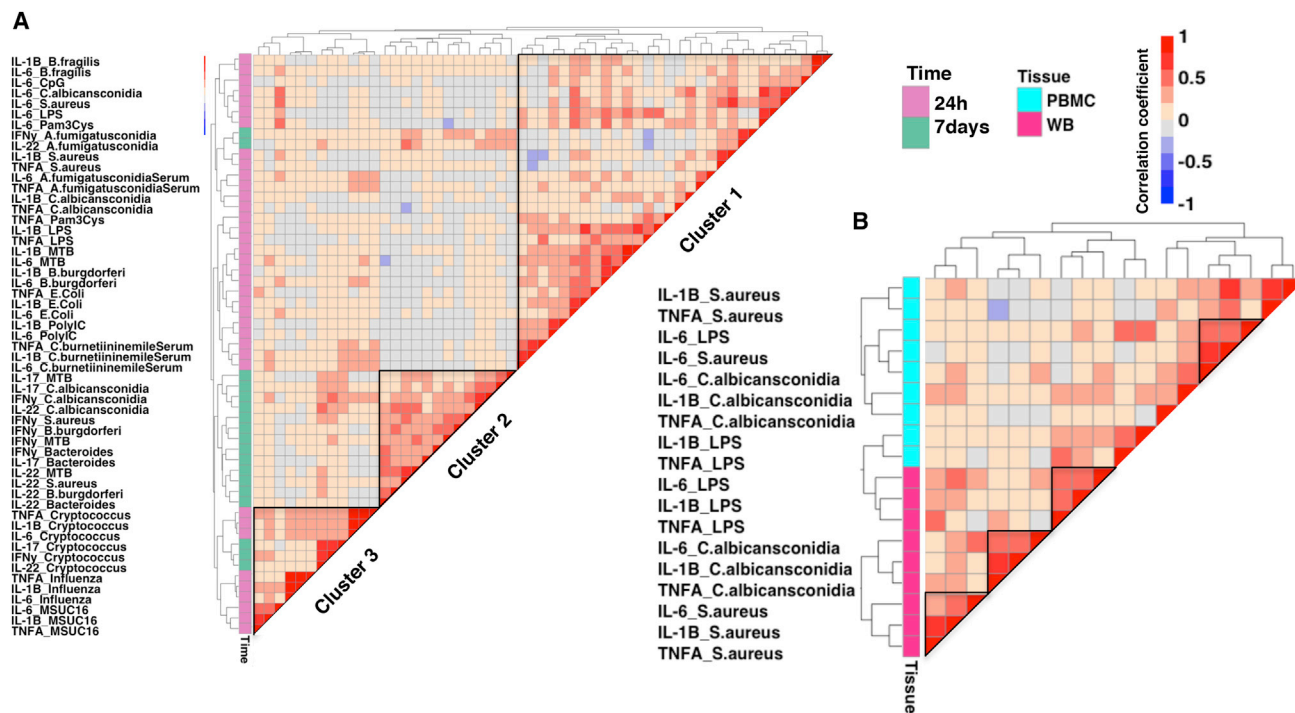 A
IL-1B_B.fragilis
IL-6_B.fragilis
IL-6_CpG
IL-6_C.albicansconidia
IL-6_S.aureus
IL-6_LPS
IL-6_Pam3Cys
IFNy_A.fumigatusconidia
IL-22_A.fumigatusconidia
IL-1B_S.aureus
TNFA_S.aureus
IL-6_A.fumigatusconidiaSerum
TNFA_A.fumigatusconidiaSerum
IL-1B_C.albicansconidia
TNFA_C.albicansconidia
TNFA_Pam3Cys
IL-1B_LPS
TNFA_LPS
IL-1B_MTB
IL-6_MTB
IL-1B_B.burgdorferi
IL-6_B.burgdorferi
TNFA_E.Coli
IL-1B_E.Coli
IL-6_E.Coli
IL-1B_PolyIC
IL-6_PolyIC
TNFA_C.burnetiininemileSerum
IL-1B_C.burnetiininemileSerum
IL-6_C.burnetiininemileSerum
IL-17_MTB
IL-17_C.albicansconidia
IFNy_C.albicansconidia
IL-22_C.albicansconidia
IFNy_S.aureus
IFNy_B.burgdorferi
IFNy_MTB
IFNy_Bacteroides
IL-17_Bacteroides
IL-22_MTB
IL-22_S.aureus
IL-22_B.burgdorferi
IL-22_Bacteroides
TNFA_Cryptococcus
IL-1B_Cryptococcus
IL-6_Cryptococcus
IL-17_Cryptococcus
IFNy_Cryptococcus
IL-22_Cryptococcus
TNFA_Influenza
IL-1B_Influenza
IL-6_Influenza
IL-6_MSUC16
IL-1B_MSUC16
TNFA_MSUC16
Time
Cluster 1
Cluster 2
Cluster 3
Time
24h
7days
Tissue
PBMC
WB
Correlation coefficient
1
0.5
0
-0.5
-1
B
IL-1B_S.aureus
TNFA_S.aureus
IL-6_LPS
IL-6_S.aureus
IL-6_C.albicansconidia
IL-1B_C.albicansconidia
TNFA_C.albicansconidia
IL-1B_LPS
TNFA_LPS
IL-6_LPS
IL-1B_LPS
TNFA_LPS
IL-6_C.albicansconidia
IL-1B_C.albicansconidia
TNFA_C.albicansconidia
IL-6_S.aureus
IL-1B_S.aureus
TNFA_S.aureus
Tissue